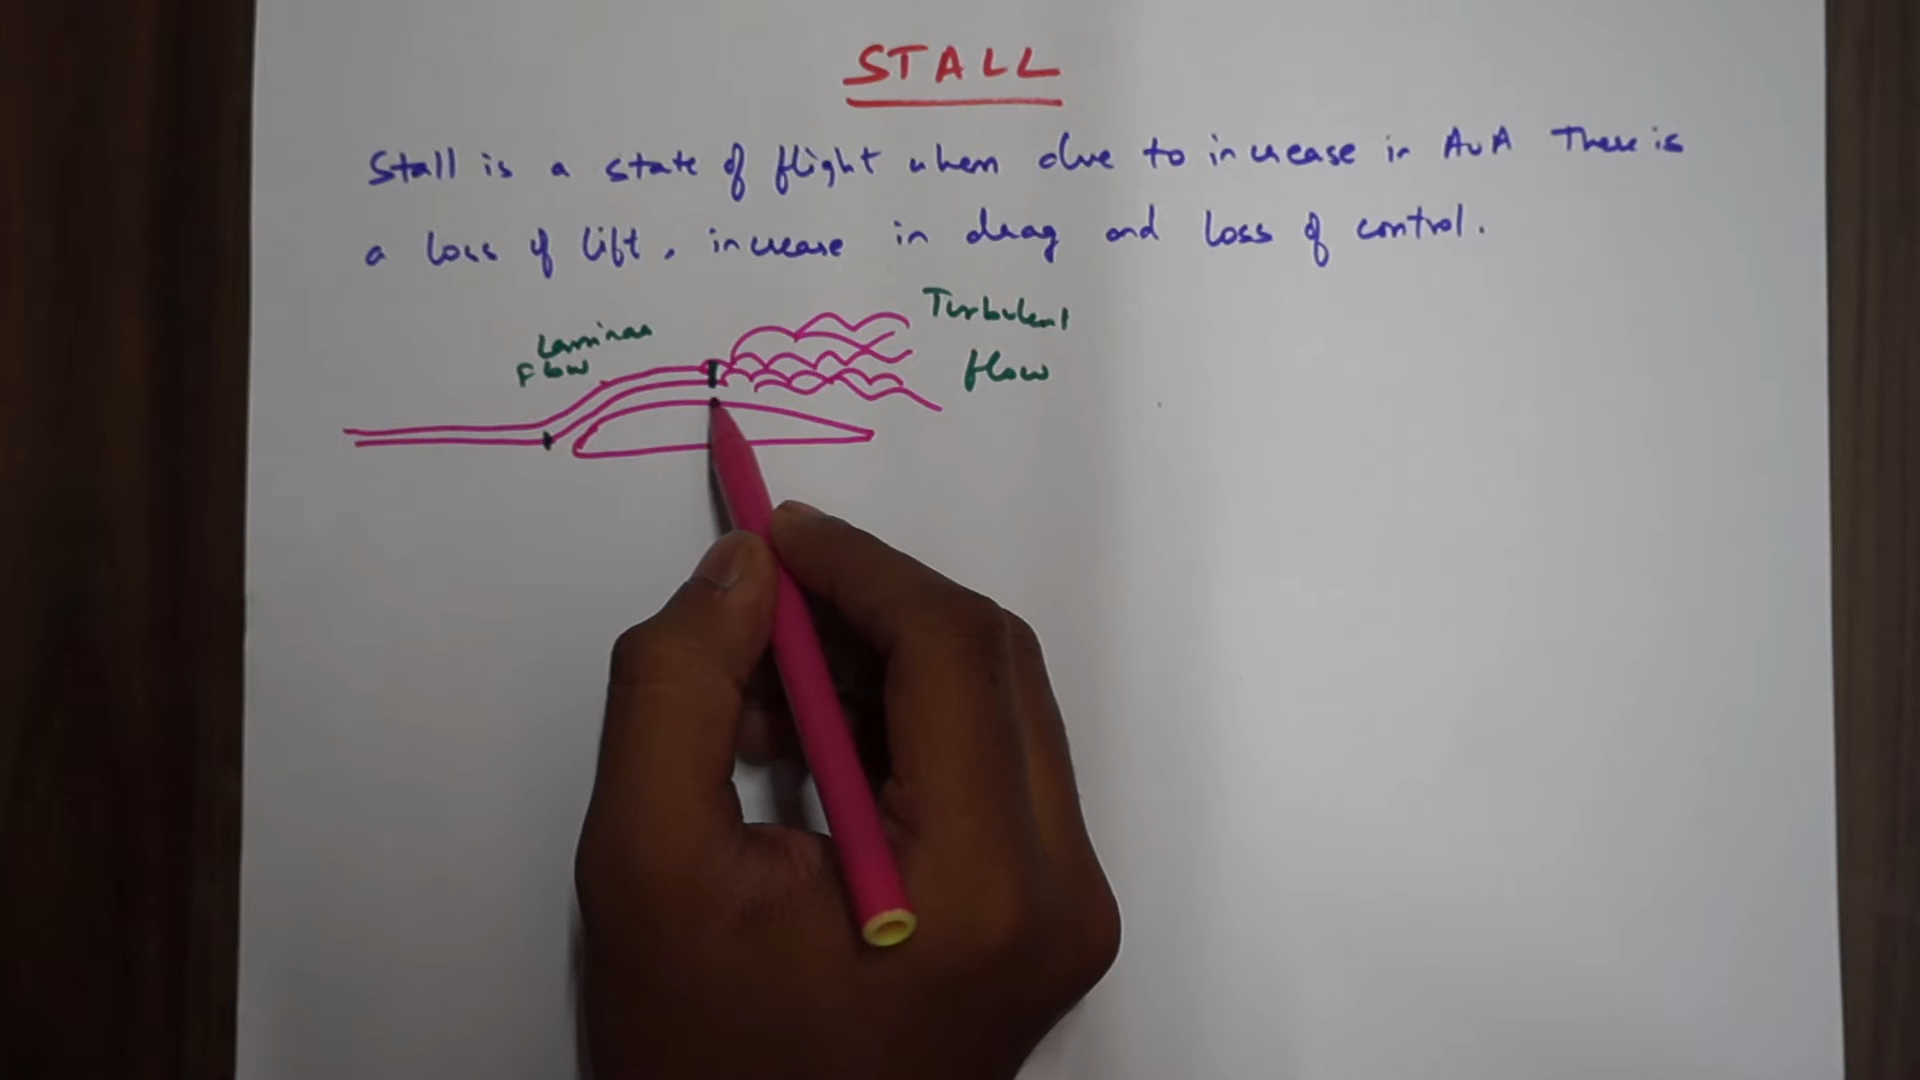 STALL
Stall is a state of flight when due to increase in AOA There is
a loss of lift, increase in drag and loss of control.
Laminar
Flow
Turbulent
flow